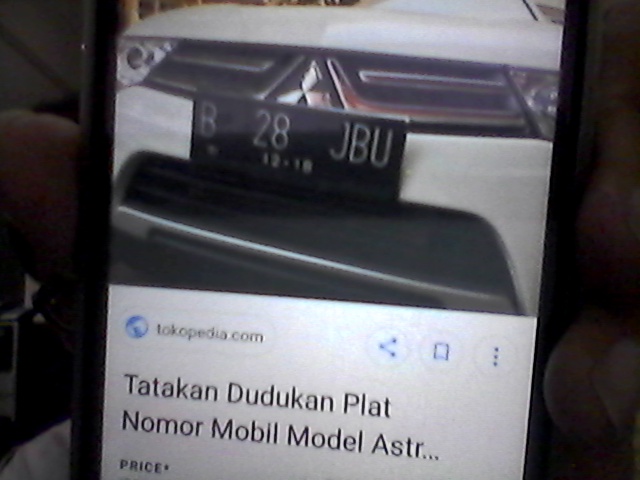 B 28 JBU
12-18
tokopedia.com
Tatakan Dudukan Plat
Nomor Mobil Model Astr...
PRICE*